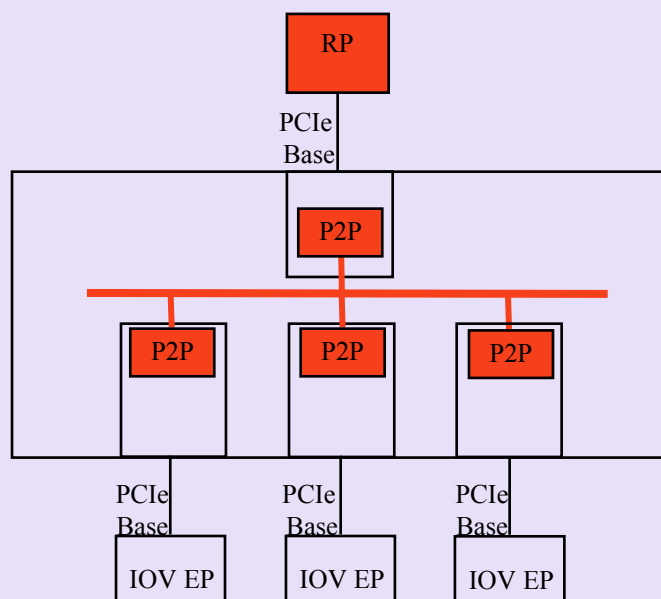 RP
PCIe
Base
P2P
P2P P2P P2P
PCIe PCIe PCIe
Base Base Base
IOV EP IOV EP IOV EP